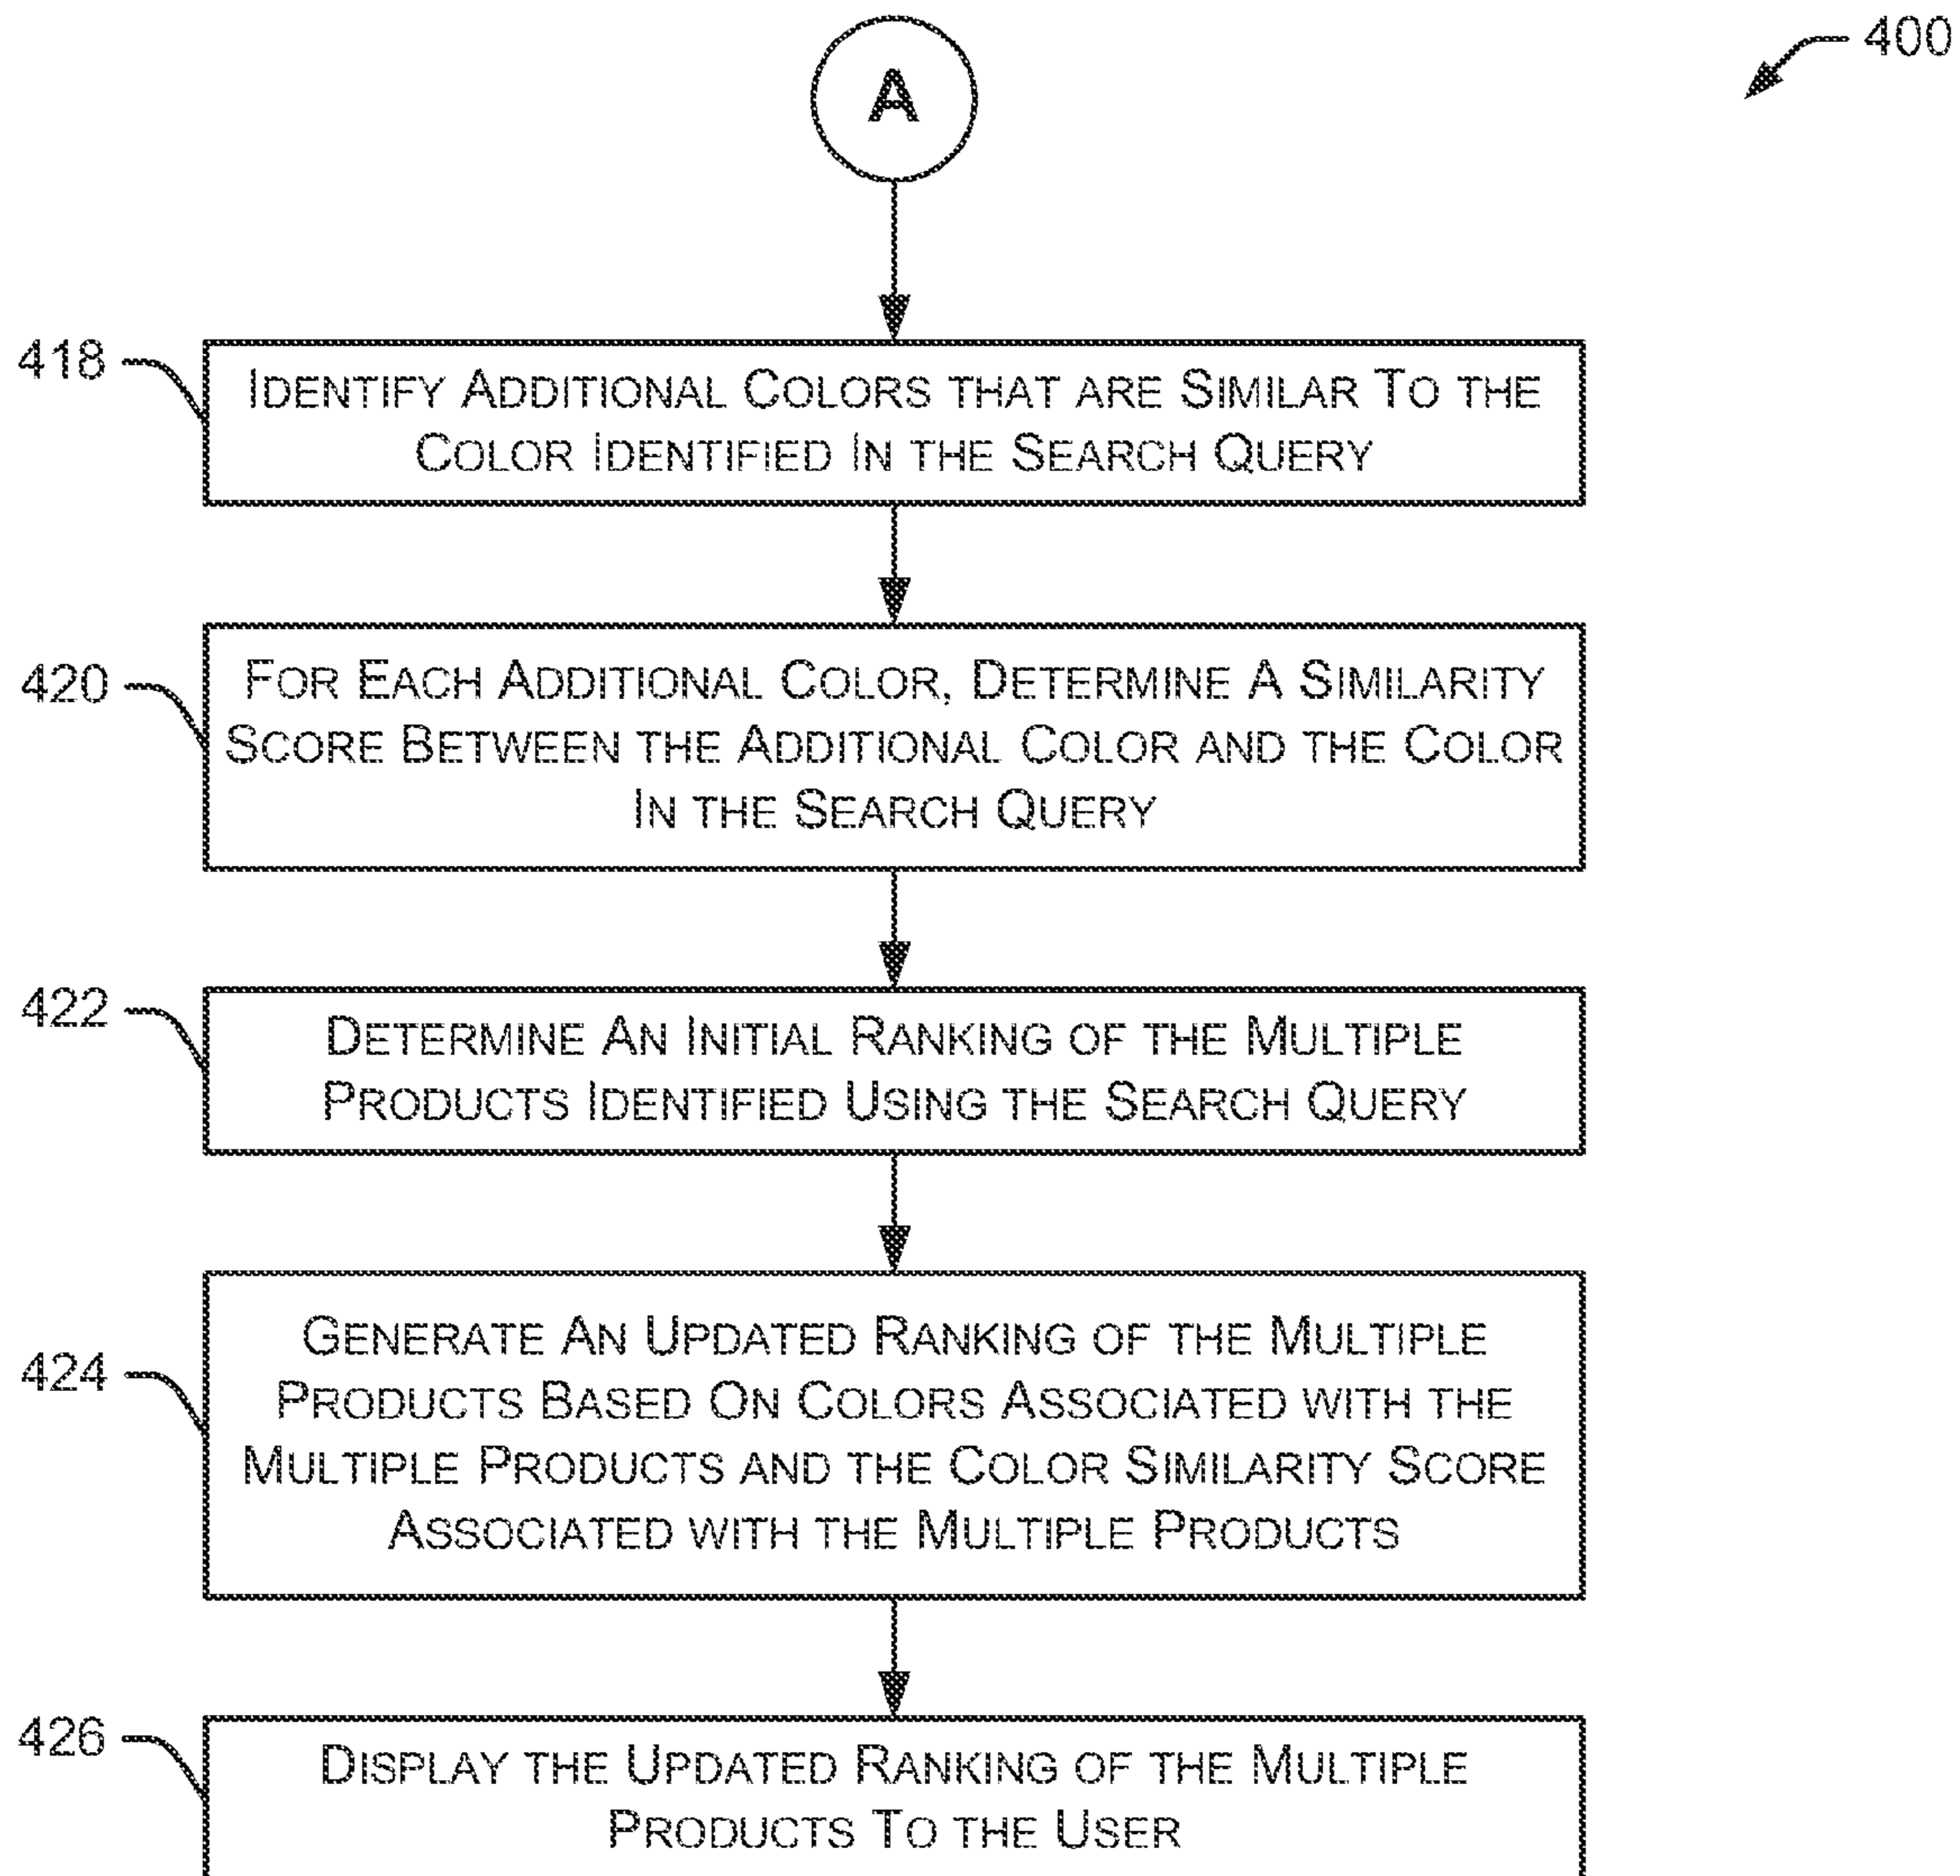 A
400
418
IDENTIFY ADDITIONAL COLORS THAT ARE SIMILAR TO THE
COLOR IDENTIFIED IN THE SEARCH QUERY
420
FOR EACH ADDITIONAL COLOR, DETERMINE A SIMILARITY
SCORE BETWEEN THE ADDITIONAL COLOR AND THE COLOR
IN THE SEARCH QUERY
422
DETERMINE AN INITIAL RANKING OF THE MULTIPLE
PRODUCTS IDENTIFIED USING THE SEARCH QUERY
424
GENERATE AN UPDATED RANKING OF THE MULTIPLE
PRODUCTS BASED ON COLORS ASSOCIATED WITH THE
MULTIPLE PRODUCTS AND THE COLOR SIMILARITY SCORE
ASSOCIATED WITH THE MULTIPLE PRODUCTS
426
DISPLAY THE UPDATED RANKING OF THE MULTIPLE
PRODUCTS TO THE USER